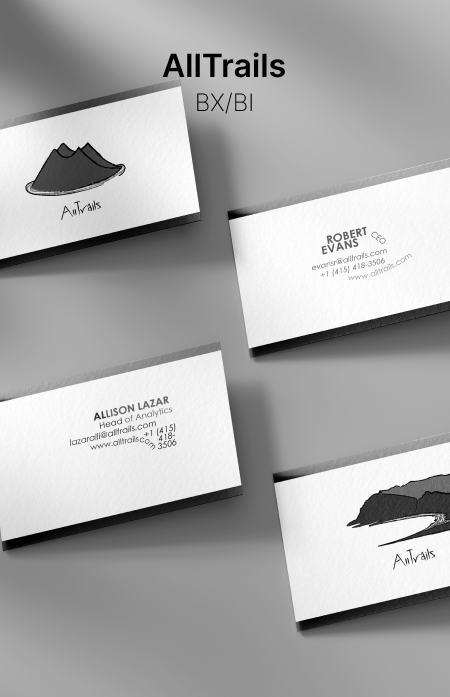 AllTrails
BX/BI
AllTrails
ROBERT
EVANS
CEO
evansr@alltrails.com
+1 (415) 418-3506
www.alltrails.com
ALLISON LAZAR
Head of Analytics
lazaralli@alltrails.com
www.alltrails.com
+1 (415)
418-
3506
AllTrails